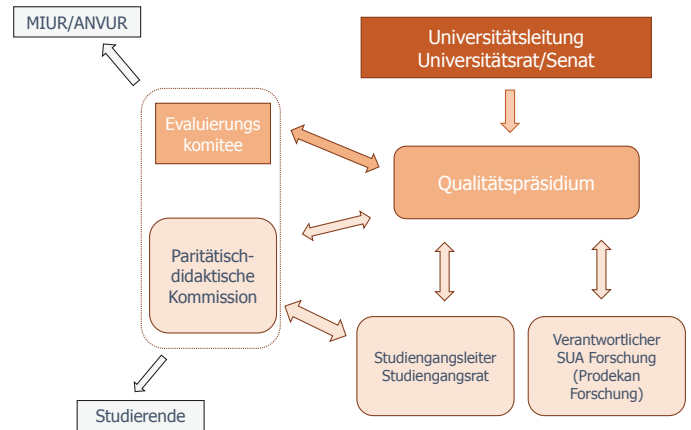 MIUR/ANVUR
Universitätsleitung
Universitätsrat/Senat
Evaluierungs
komitee
Qualitätspräsidium
Paritätisch-
didaktische
Kommission
Studiengangsleiter
Studiengangsrat
Verantwortlicher
SUA Forschung
(Prodekan
Forschung)
Studierende